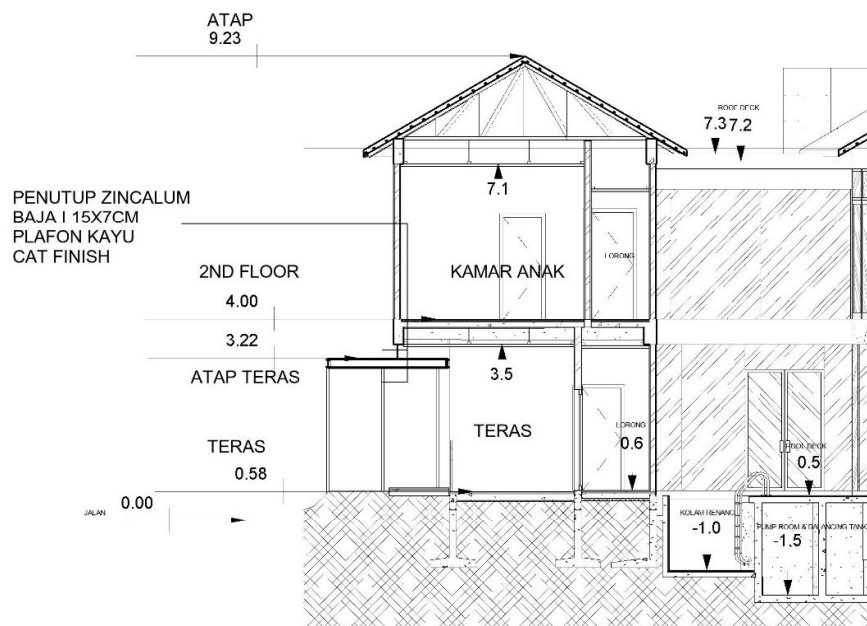 ATAP
9.23
ROOF DECK
7.3 7.2
7.1
PENUTUP ZINCALUM
BAJA I 15X7CM
PLAFON KAYU
CAT FINISH
2ND FLOOR
4.00
KAMAR ANAK
LORONG
3.22
3.5
ATAP TERAS
TERAS
0.58
TERAS
LORONG
0.6
POOL DECK
0.5
JALAN
0.00
KOLAM RENANG
-1.0
PUMP ROOM & BALANCING TANK
-1.5